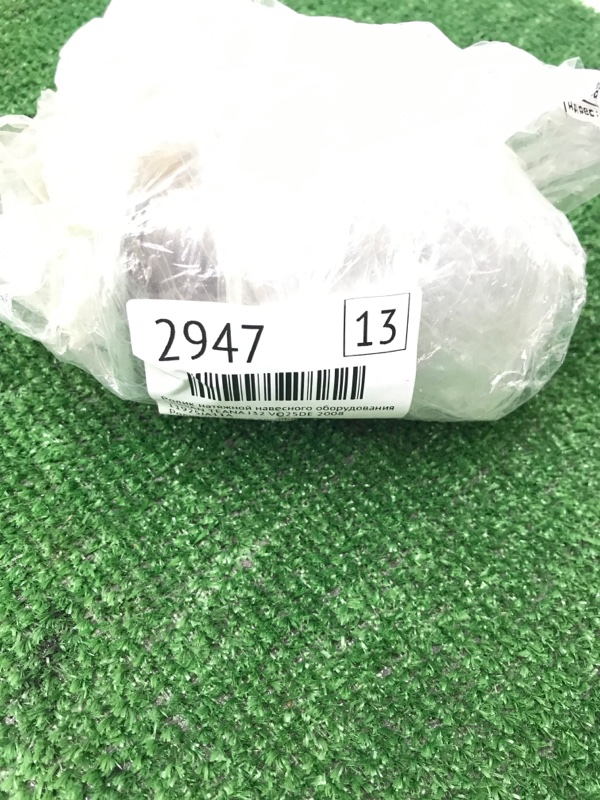 2947
13
Ролик натяжной навесного оборудования
TEANA J32 VQ25DE 2008